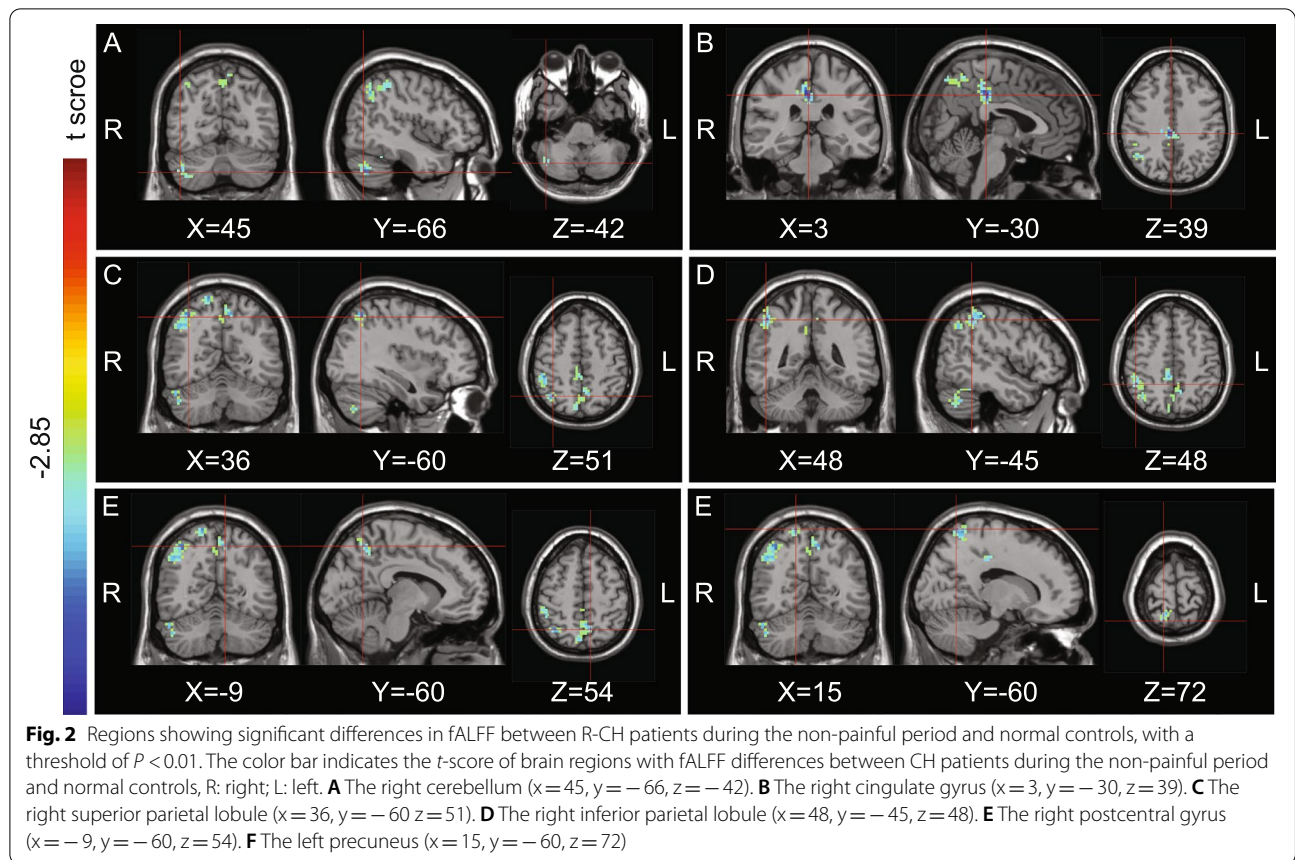 t scroe
-2.85
A
R
L
X=45 Y=-66 Z=-42
B
R
L
X=3 Y=-30 Z=39
C
R
L
X=36 Y=-60 Z=51
D
R
L
X=48 Y=-45 Z=48
E
R
L
X=-9 Y=-60 Z=54
E
R
L
X=15 Y=-60 Z=72
Fig. 2 Regions showing significant differences in fALFF between R-CH patients during the non-painful period and normal controls, with a
threshold of P < 0.01. The color bar indicates the t-score of brain regions with fALFF differences between CH patients during the non-painful period
and normal controls, R: right; L: left. A The right cerebellum (x = 45, y = − 66, z = − 42). B The right cingulate gyrus (x = 3, y = − 30, z = 39). C The
right superior parietal lobule (x = 36, y = − 60 z = 51). D The right inferior parietal lobule (x = 48, y = − 45, z = 48). E The right postcentral gyrus
(x = − 9, y = − 60, z = 54). F The left precuneus (x = 15, y = − 60, z = 72)